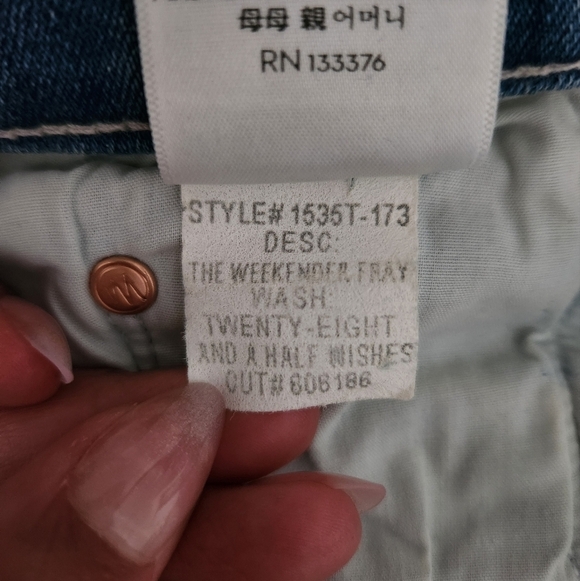 母母 親 어머니
RN 133376
STYLE# 1535T-173
DESC:
THE WEEKENDER FRAY
WASH:
TWENTY-EIGHT
AND A HALF WISHES
CUT# 606186